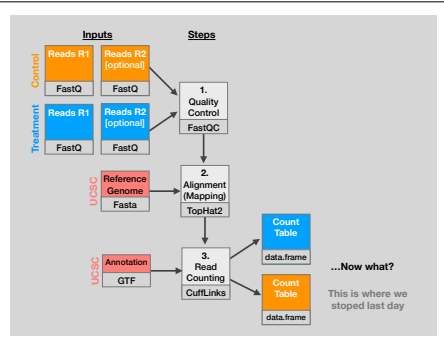 Inputs
Steps
Control
Reads R1
Reads R2
[optional]
FastQ
FastQ
1.
Quality
Control
FastQC
Treatment
Reads R1
Reads R2
[optional]
FastQ
FastQ
UCSC
Reference
Genome
Fasta
2.
Alignment
(Mapping)
TopHat2
UCSC
Annotation
GTF
3.
Read
Counting
CuffLinks
Count
Table
data.frame
Count
Table
data.frame
...Now what?
This is where we
stoped last day